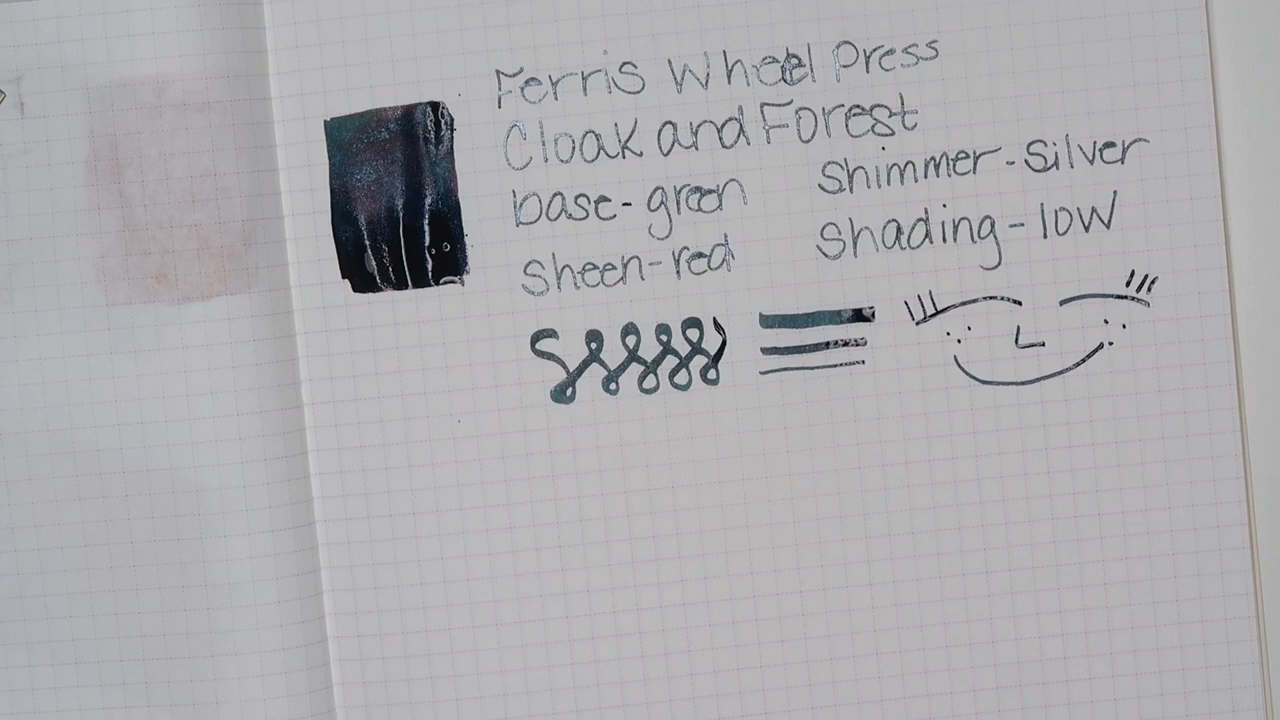 Ferris Wheel Press
Cloak and Forest
base-green
Shimmer-Silver
Sheen-red
Shading-low